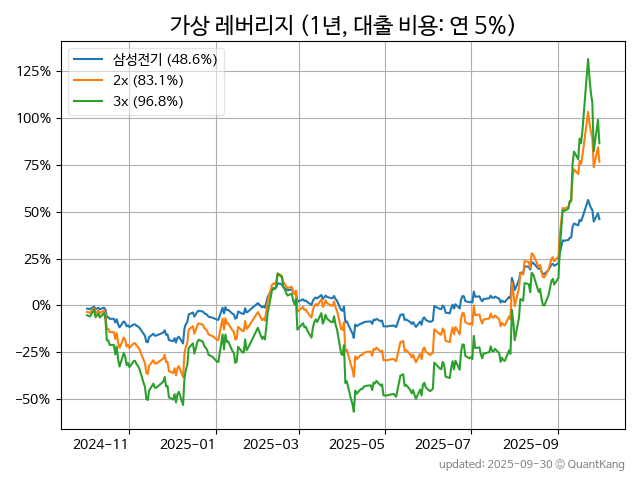 가상 레버리지 (1년, 대출 비용: 연 5%)
삼성전기 (48.6%)
2x (83.1%)
3x (96.8%)
125%
100%
75%
50%
25%
0%
−25%
−50%
2024-11 2025-01 2025-03 2025-05 2025-07 2025-09
updated: 2025-09-30 © QuantKang